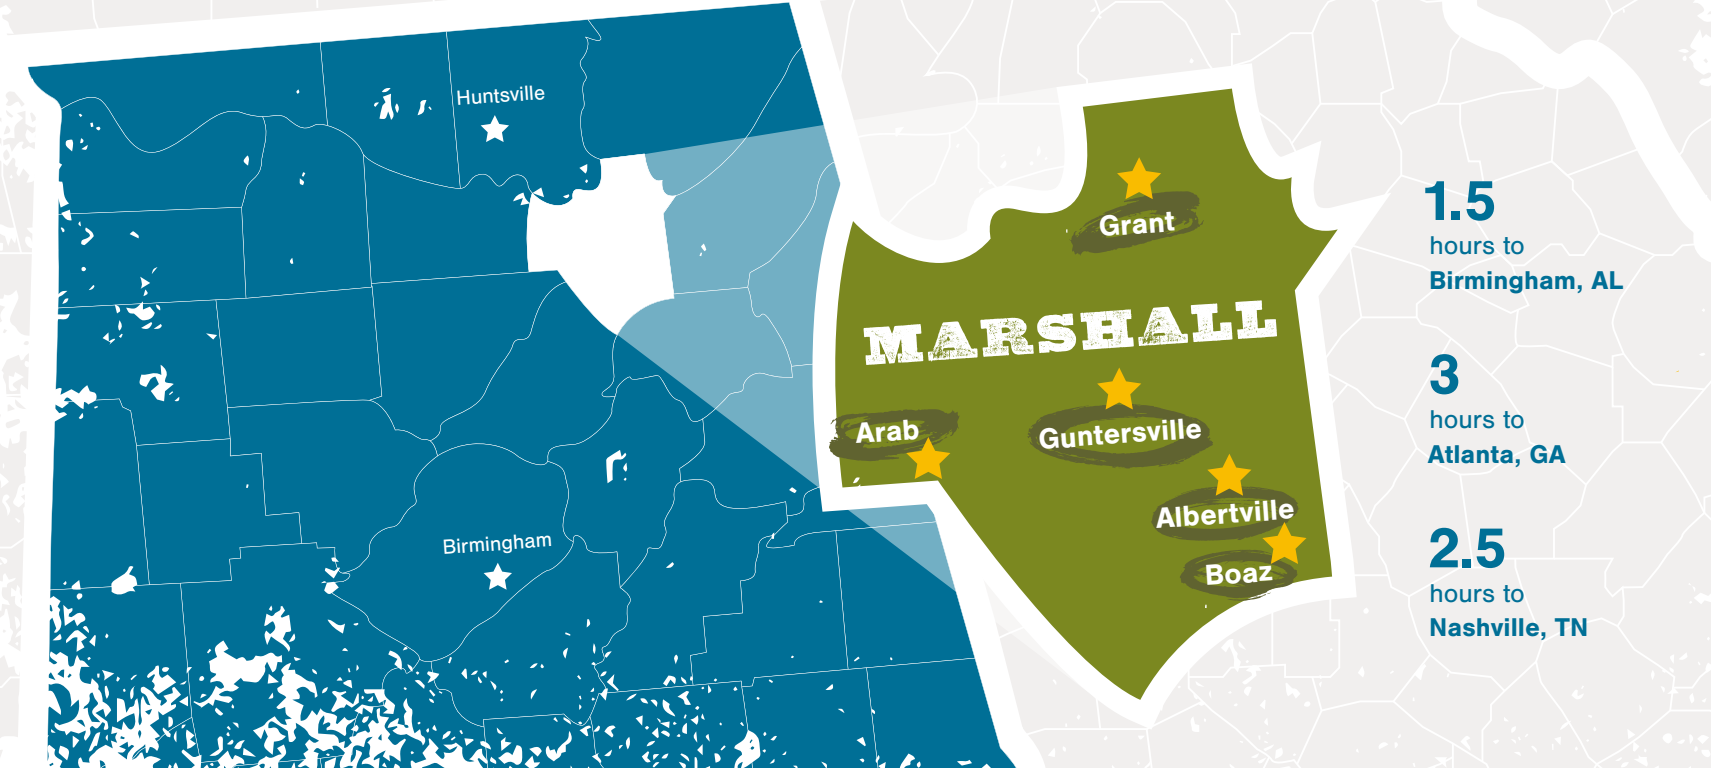 Huntsville
Birmingham
Grant
MARSHALL
Arab
Guntersville
Albertville
Boaz
1.5
hours to
Birmingham, AL
3
hours to
Atlanta, GA
2.5
hours to
Nashville, TN